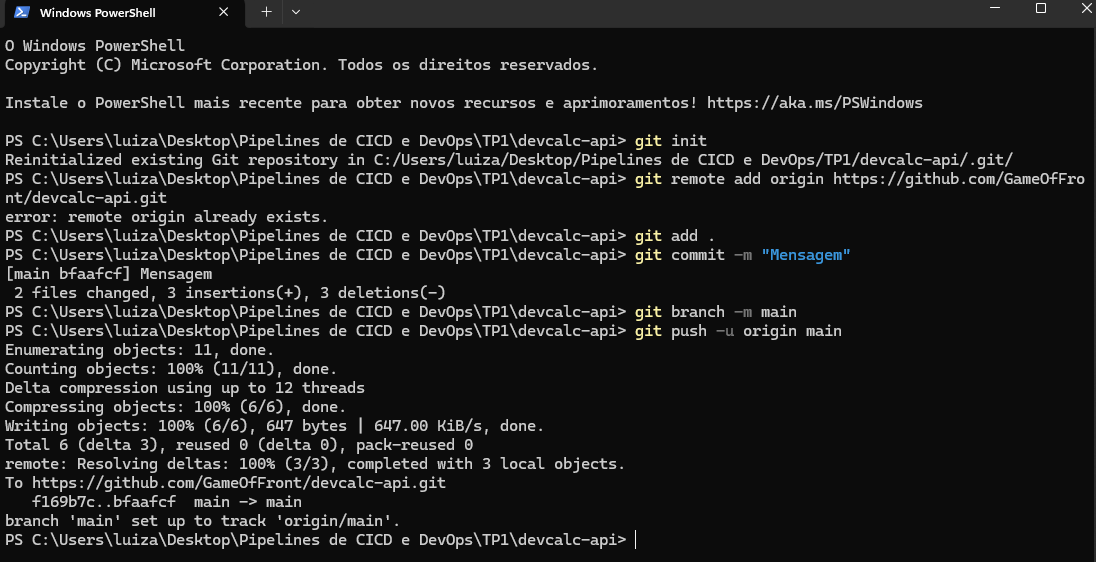 Windows PowerShell
O Windows PowerShell
Copyright (C) Microsoft Corporation. Todos os direitos reservados.
Instale o PowerShell mais recente para obter novos recursos e aprimoramentos! https://aka.ms/PSWindows
PS C:\Users\luiza\Desktop\Pipelines de CICD e DevOps\TP1\devcalc-api> git init
Reinitialized existing Git repository in C:/Users/luiza/Desktop/Pipelines de CICD e DevOps/TP1/devcalc-api/.git/
PS C:\Users\luiza\Desktop\Pipelines de CICD e DevOps\TP1\devcalc-api> git remote add origin https://github.com/GameOfFro
nt/devcalc-api.git
error: remote origin already exists.
PS C:\Users\luiza\Desktop\Pipelines de CICD e DevOps\TP1\devcalc-api> git add .
PS C:\Users\luiza\Desktop\Pipelines de CICD e DevOps\TP1\devcalc-api> git commit -m "Mensagem"
[main bfaafcf] Mensagem
 2 files changed, 3 insertions(+), 3 deletions(-)
PS C:\Users\luiza\Desktop\Pipelines de CICD e DevOps\TP1\devcalc-api> git branch -m main
PS C:\Users\luiza\Desktop\Pipelines de CICD e DevOps\TP1\devcalc-api> git push -u origin main
Enumerating objects: 11, done.
Counting objects: 100% (11/11), done.
Delta compression using up to 12 threads
Compressing objects: 100% (6/6), done.
Writing objects: 100% (6/6), 647 bytes | 647.00 KiB/s, done.
Total 6 (delta 3), reused 0 (delta 0), pack-reused 0
remote: Resolving deltas: 100% (3/3), completed with 3 local objects.
To https://github.com/GameOfFront/devcalc-api.git
   f169b7c..bfaafcf  main -> main
branch 'main' set up to track 'origin/main'.
PS C:\Users\luiza\Desktop\Pipelines de CICD e DevOps\TP1\devcalc-api>